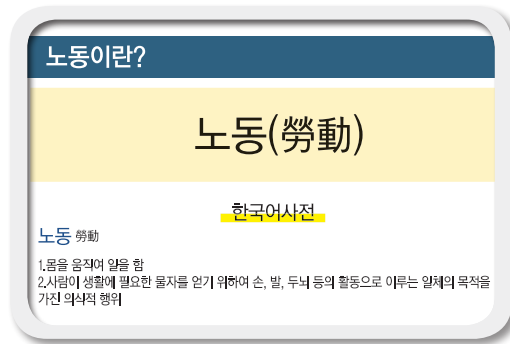 노동이란?
노동(勞動)
한국어사전
노동 勞動
1.몸을 움직여 일을 함
2.사람이 생활에 필요한 물자를 얻기 위하여 손, 발, 두뇌 등의 활동으로 이루는 일체의 목적을
가진 의식적 행위